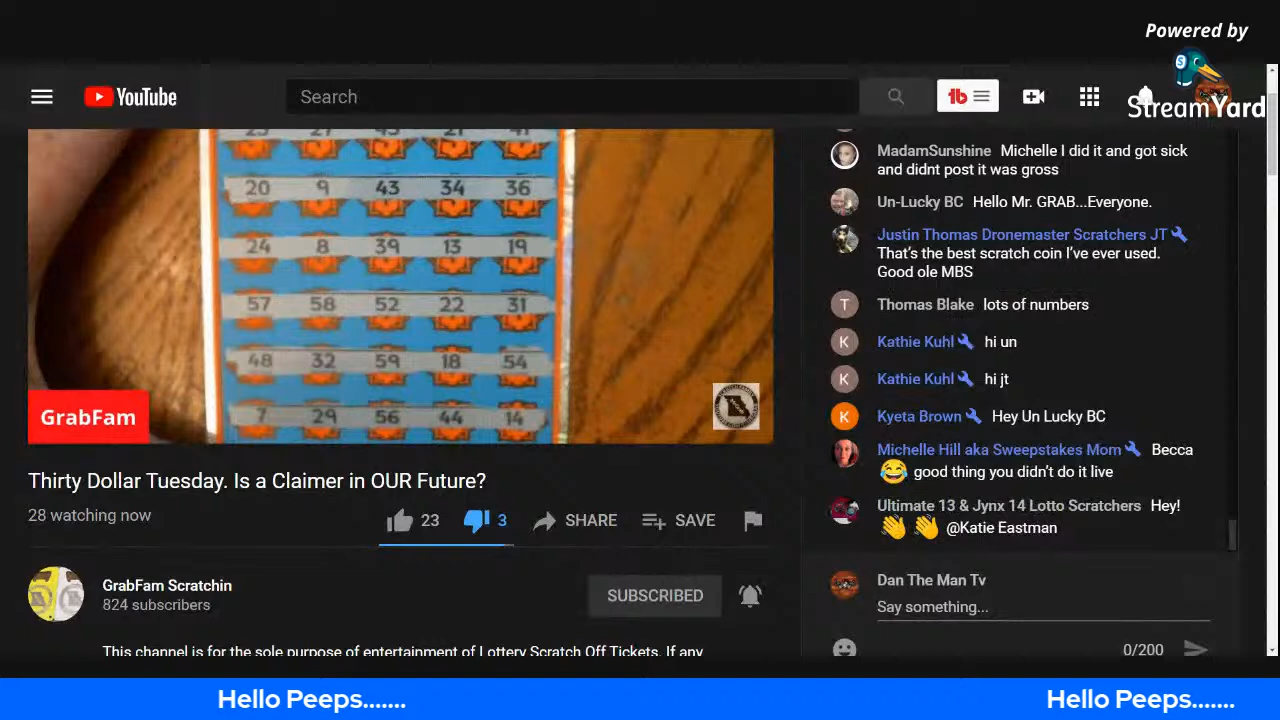 Powered by
StreamYard
YouTube
Search
20 9 43 34 36
24 8 39 13 19
57 58 52 22 31
48 32 59 18 54
7 29 56 44 14
GrabFam
Thirty Dollar Tuesday. Is a Claimer in OUR Future?
28 watching now
23
3
SHARE
SAVE
GrabFam Scratchin
824 subscribers
SUBSCRIBED
This channel is for the sole purpose of entertainment of Lottery Scratch Off Tickets. If any
MadamSunshine Michelle I did it and got sick
and didnt post it was gross
Un-Lucky BC Hello Mr. GRAB...Everyone.
Justin Thomas Dronemaster Scratchers JT
That's the best scratch coin I've ever used.
Good ole MBS
T Thomas Blake lots of numbers
K Kathie Kuhl hi un
K Kathie Kuhl hi jt
K Kyeta Brown Hey Un Lucky BC
Michelle Hill aka Sweepstakes Mom Becca
😂 good thing you didn't do it live
Ultimate 13 & Jynx 14 Lotto Scratchers Hey!
👋 👋 @Katie Eastman
Dan The Man Tv
Say something...
0/200
Hello Peeps....... Hello Peeps.......